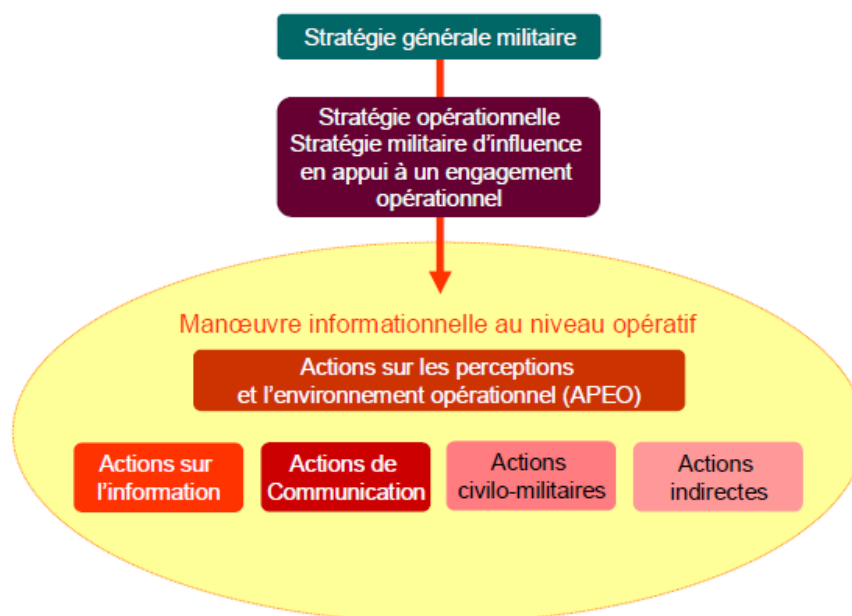 Stratégie générale militaire
Stratégie opérationnelle
Stratégie militaire d'influence
en appui à un engagement
opérationnel
Manœuvre informationnelle au niveau opératif
Actions sur les perceptions
et l'environnement opérationnel (APEO)
Actions sur
l'information
Actions de
Communication
Actions
civilo-militaires
Actions
indirectes